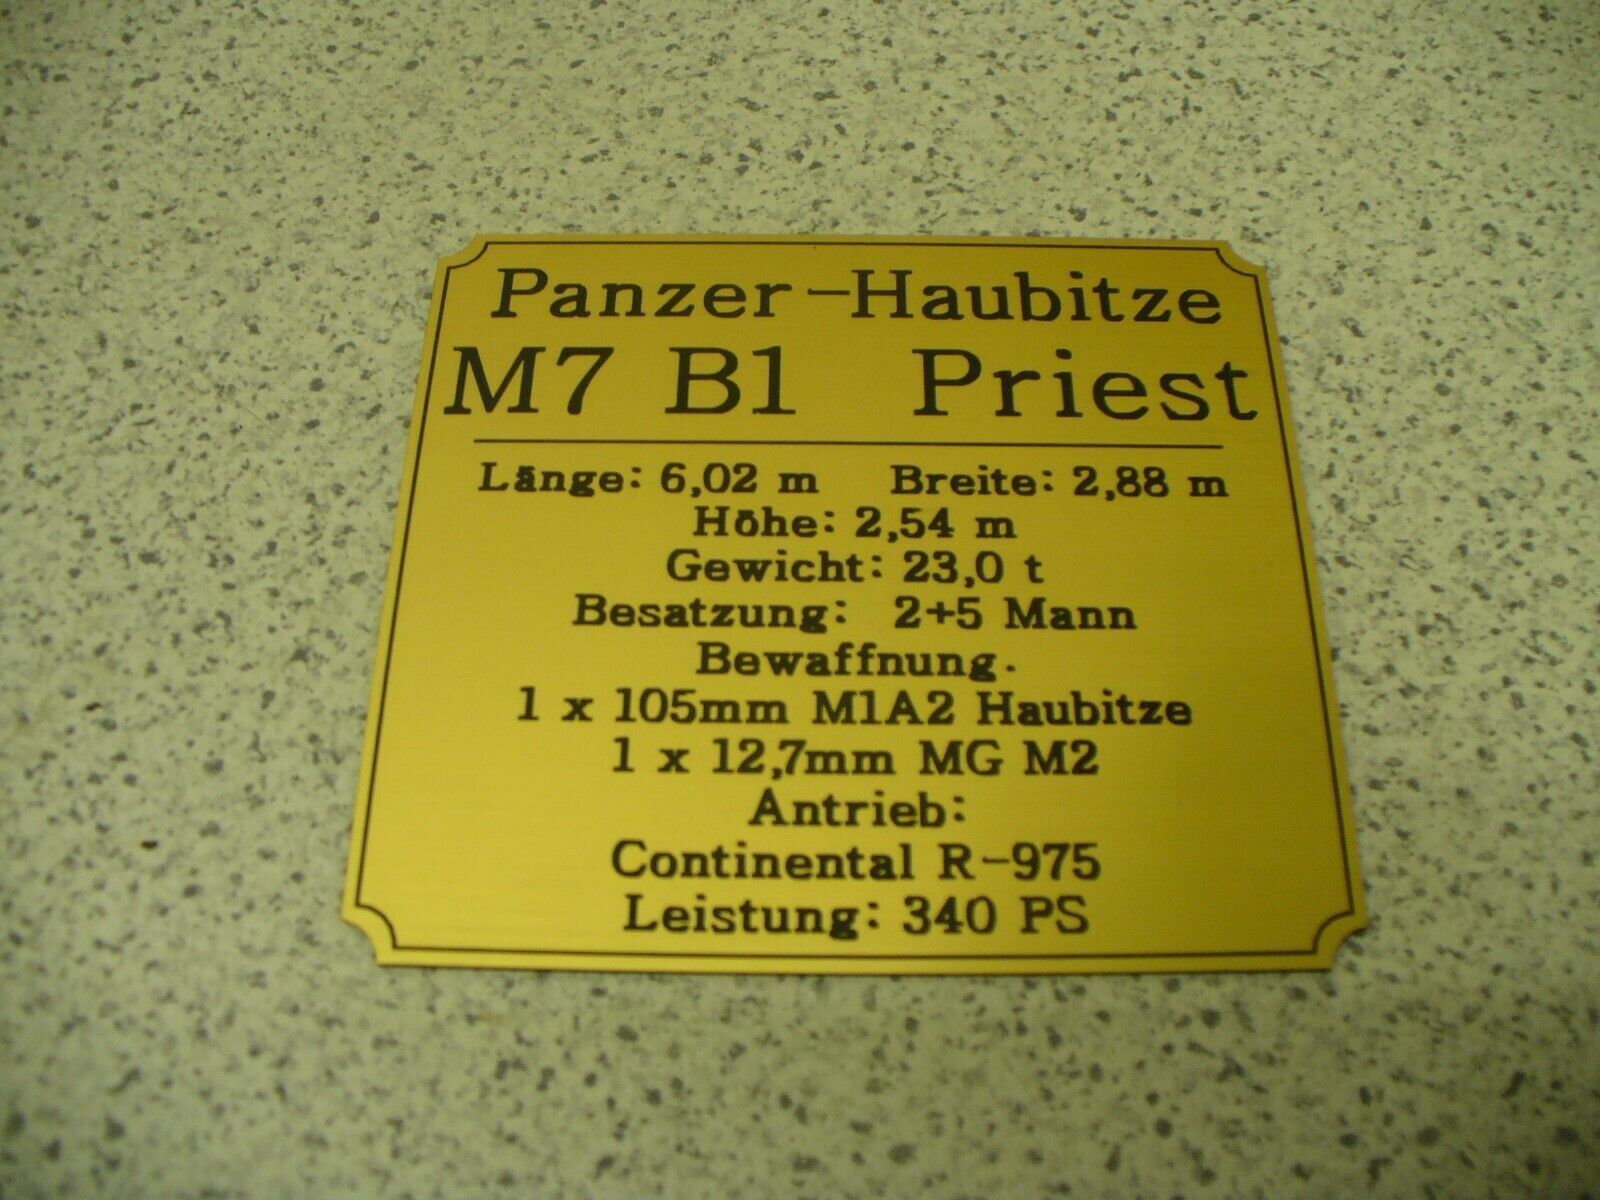 Panzer-Haubitze
M7 B1 Priest
Länge: 6,02 m Breite: 2,88 m
Höhe: 2,54 m
Gewicht: 23,0 t
Besatzung: 2+5 Mann
Bewaffnung.
1 x 105mm M1A2 Haubitze
1 x 12,7mm MG M2
Antrieb:
Continental R-975
Leistung: 340 PS